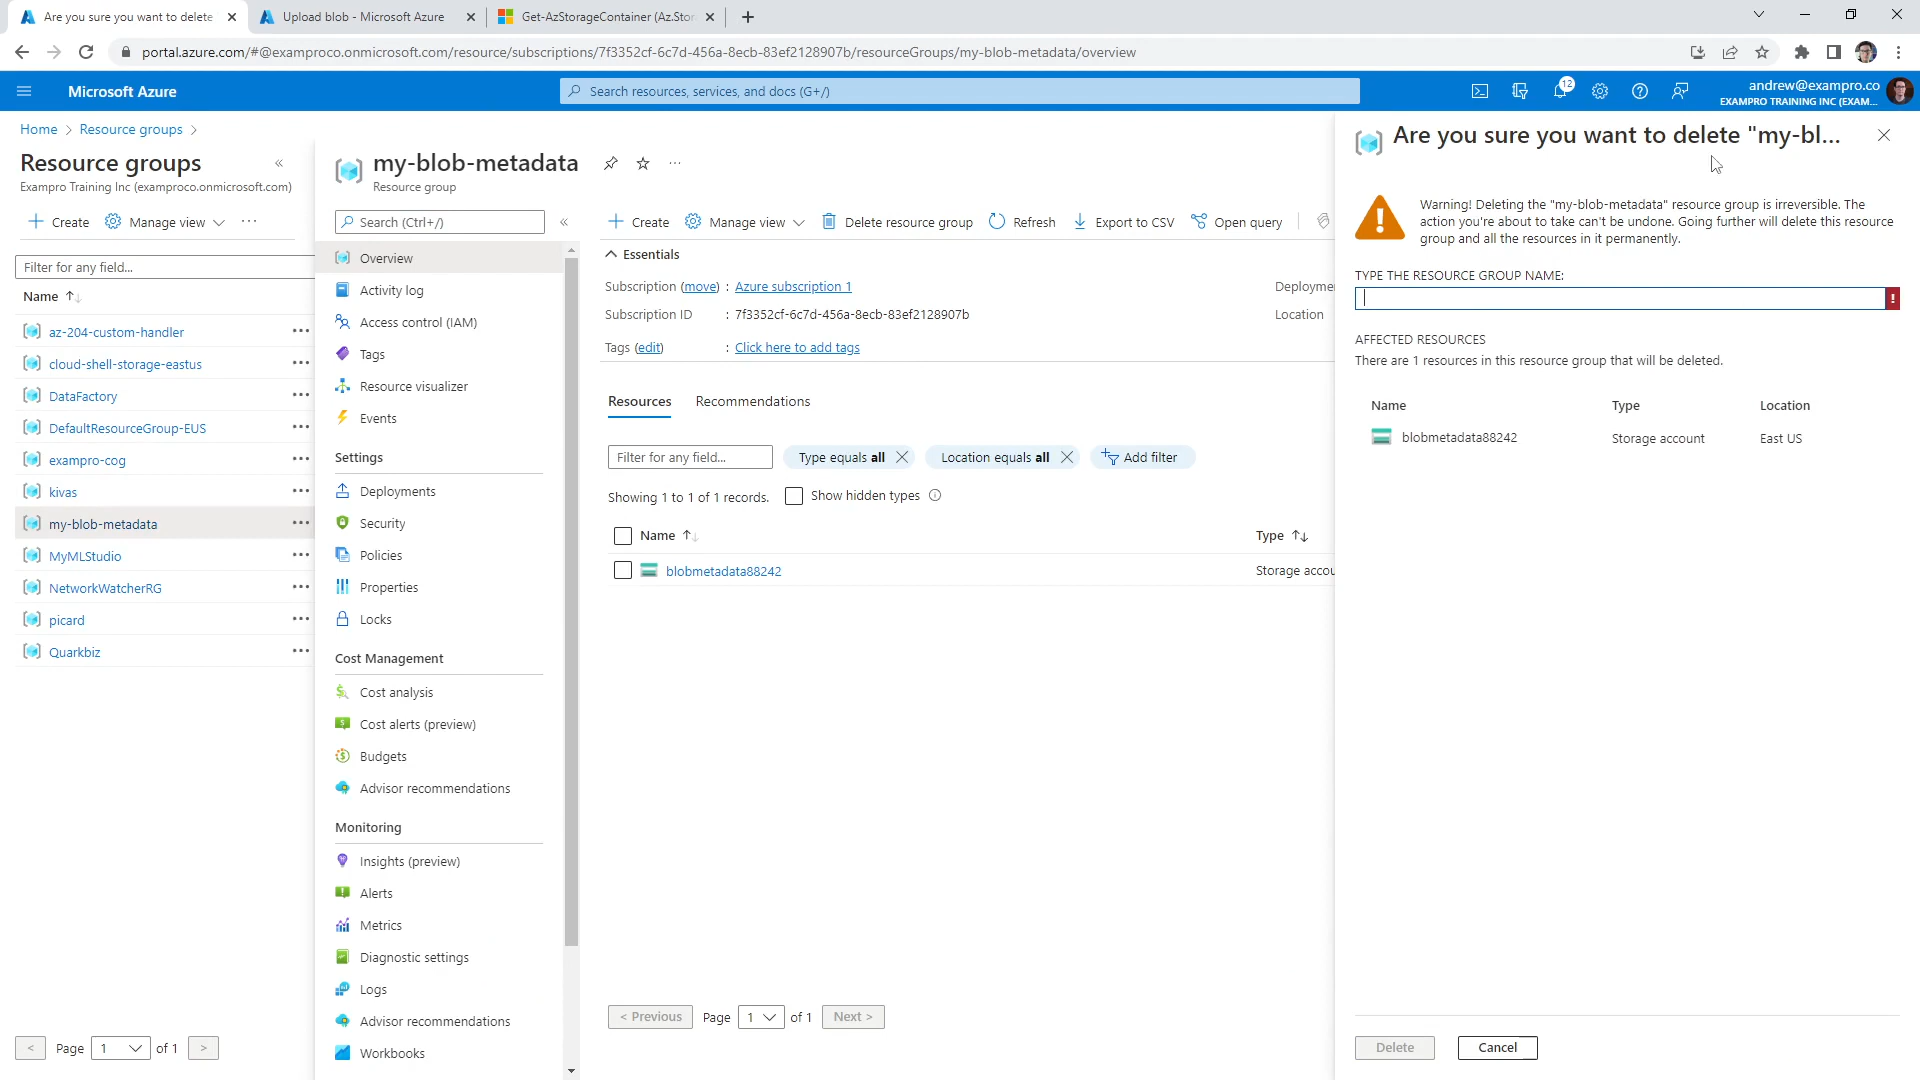 Are you sure you want to delete
Upload blob - Microsoft Azure
Get-AzStorageContainer (Az.Stor
portal.azure.com/#@examproco.onmicrosoft.com/resource/subscriptions/7f3352cf-6c7d-456a-8ecb-83ef2128907b/resourceGroups/my-blob-metadata/overview
Microsoft Azure
Search resources, services, and docs (G+/)
12
andrew@exampro.co
EXAMPRO TRAINING INC (EXAM...
Home > Resource groups >
Resource groups
Exampro Training Inc (examproco.onmicrosoft.com)
Create
Manage view
Filter for any field...
Name
az-204-custom-handler
cloud-shell-storage-eastus
DataFactory
DefaultResourceGroup-EUS
exampro-cog
kivas
my-blob-metadata
MyMLStudio
NetworkWatcherRG
picard
Quarkbiz
<
Page
1
of 1
>
my-blob-metadata
Resource group
Search (Ctrl+/)
Overview
Activity log
Access control (IAM)
Tags
Resource visualizer
Events
Settings
Deployments
Security
Policies
Properties
Locks
Cost Management
Cost analysis
Cost alerts (preview)
Budgets
Advisor recommendations
Monitoring
Insights (preview)
Alerts
Metrics
Diagnostic settings
Logs
Advisor recommendations
Workbooks
Create
Manage view
Delete resource group
Refresh
Export to CSV
Open query
Essentials
Subscription (move) : Azure subscription 1
Subscription ID : 7f3352cf-6c7d-456a-8ecb-83ef2128907b
Tags (edit) : Click here to add tags
Deployme
Location
Resources
Recommendations
Filter for any field...
Type equals all
Location equals all
Add filter
Showing 1 to 1 of 1 records.
Show hidden types
Name
Type
blobmetadata88242
Storage accou
< Previous
Page
1
of 1
Next >
Are you sure you want to delete "my-bl...
Warning! Deleting the "my-blob-metadata" resource group is irreversible. The
action you're about to take can't be undone. Going further will delete this resource
group and all the resources in it permanently.
TYPE THE RESOURCE GROUP NAME:
AFFECTED RESOURCES
There are 1 resources in this resource group that will be deleted.
Name
Type
Location
blobmetadata88242
Storage account
East US
Delete
Cancel